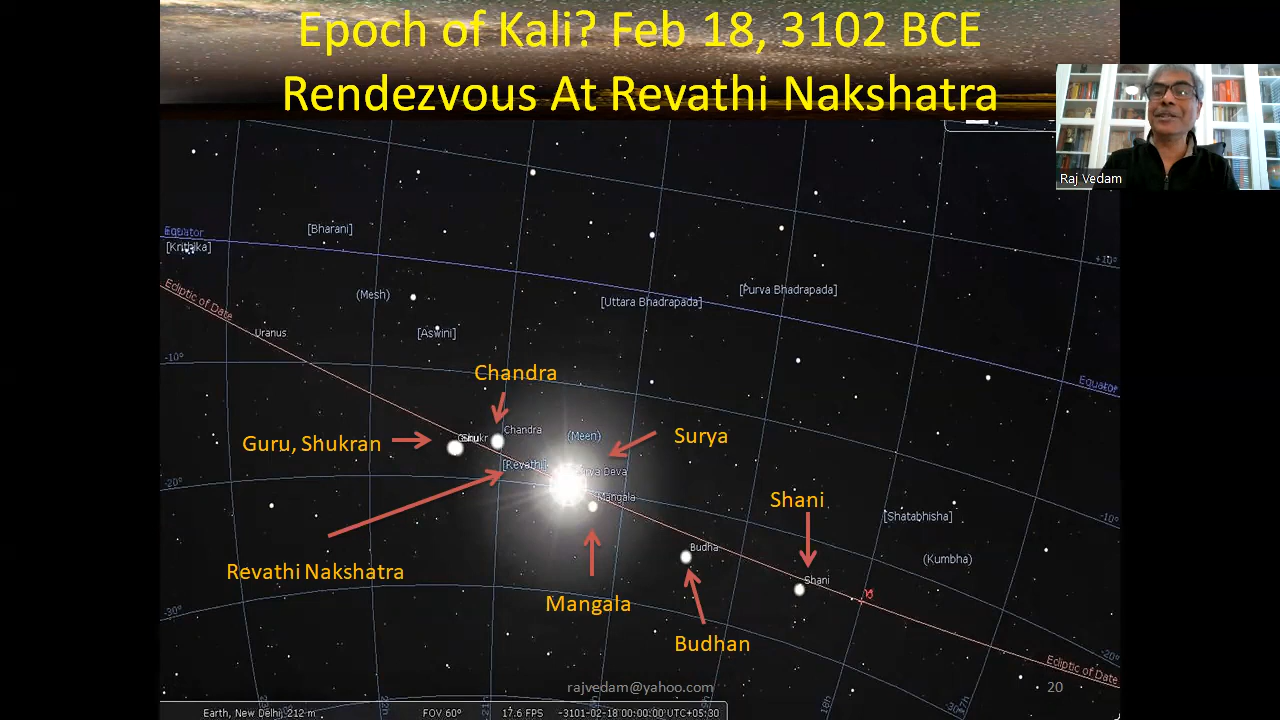 Epoch of Kali? Feb 18, 3102 BCE
Rendezvous At Revathi Nakshatra
Raj Vedam
[Bharani]
Equator
[Krithika]
+10°
Ecliptic of Date
(Mesh)
[Uttara Bhadrapada]
[Purva Bhadrapada]
Uranus
[Aswini]
-10°
Equator
Chandra
Guru, Shukran
Chandra
(Meen)
Surya
[Revathi]
Mangala
-20°
Shani
[Shatabhisha]
-10°
Budha
(Kumbha)
Revathi Nakshatra
Shani
Mangala
-30°
Budhan
-20°
Ecliptic of Date
rajvedam@yahoo.com
20
Earth, New Delhi, 212 m
FOV 60°
17.6 FPS
-3101-02-18 00:00:00 UTC+05:30